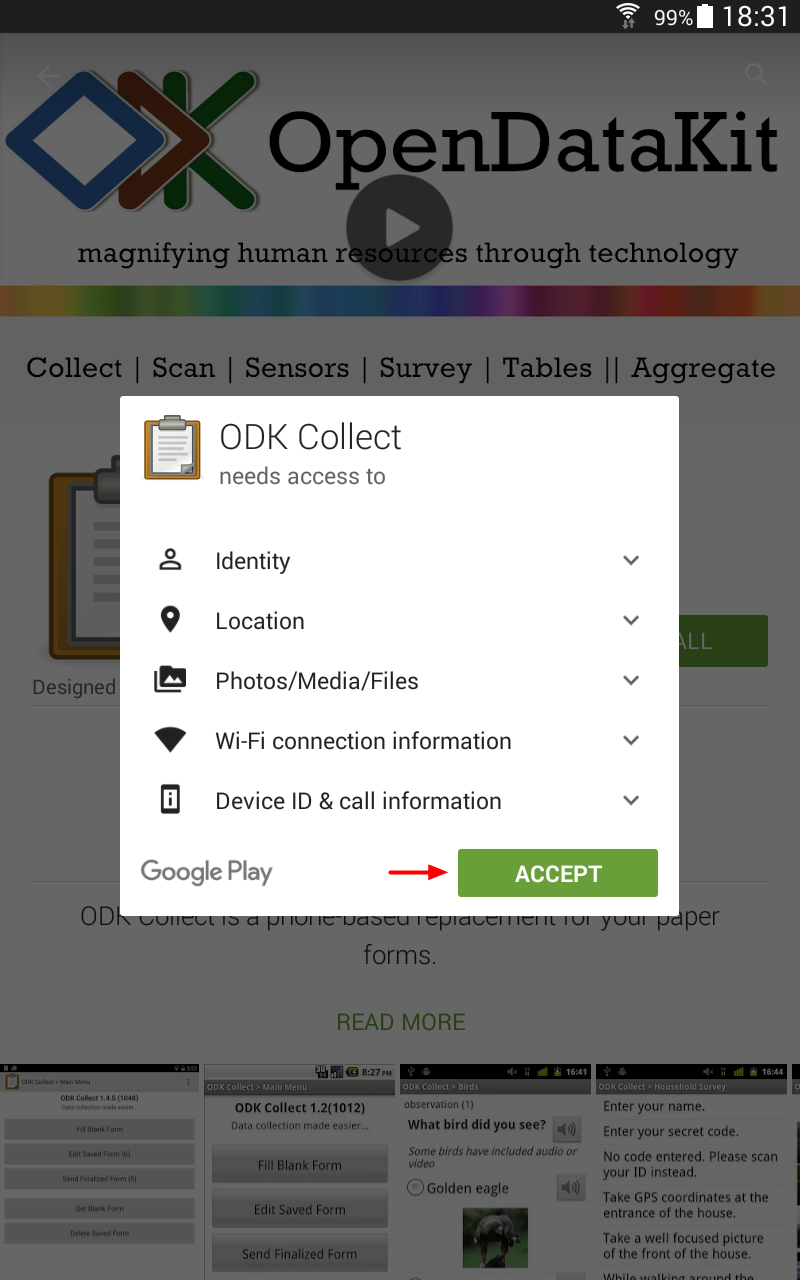 99% 18:31
ODK OpenDataKit
magnifying human resources through technology
Collect | Scan | Sensors | Survey | Tables || Aggregate
ODK Collect
needs access to
Identity
Location
Photos/Media/Files
Wi-Fi connection information
Device ID & call information
Google Play
ACCEPT
ALL
Designed
ODK Collect is a phone-based replacement for your paper
forms.
READ MORE
ODK Collect > Main Menu
ODK Collect 1.4.5 (1048)
Data collection made easier...
Fill Blank Form
Edit Saved Form (6)
Send Finalized Form (5)
Get Blank Form
Delete Saved Form
8:27 PM
ODK Collect > Main Menu
ODK Collect 1.2(1012)
Data collection made easier...
Fill Blank Form
Edit Saved Form
Send Finalized Form
16:41
ODK Collect > Birds
observation (1)
What bird did you see?
Some birds have included audio or
video
Golden eagle
16:44
ODK Collect > Household Survey
Enter your name.
Enter your secret code.
No code entered. Please scan
your ID instead.
Take GPS coordinates at the
entrance of the house.
Take a well focused picture
of the front of the house.
While walking around the